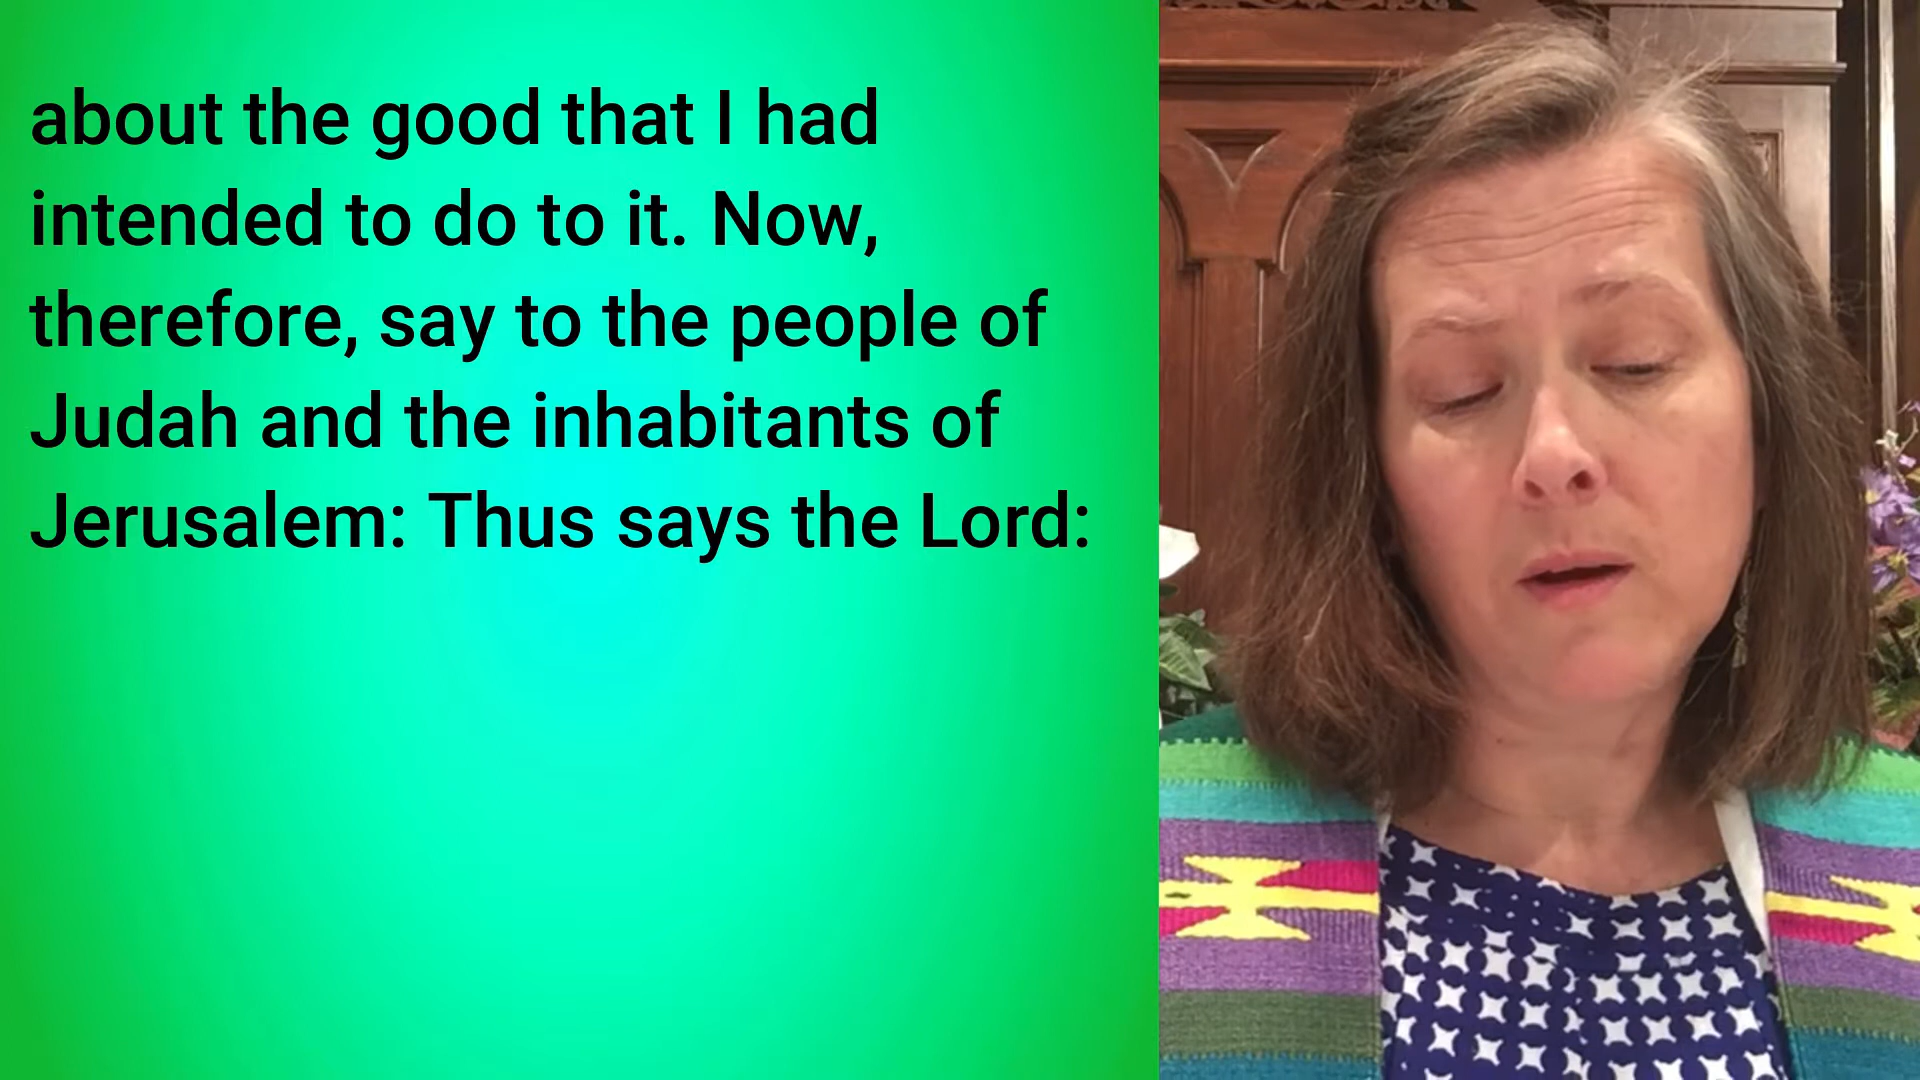 about the good that I had
intended to do to it. Now,
therefore, say to the people of
Judah and the inhabitants of
Jerusalem: Thus says the Lord: